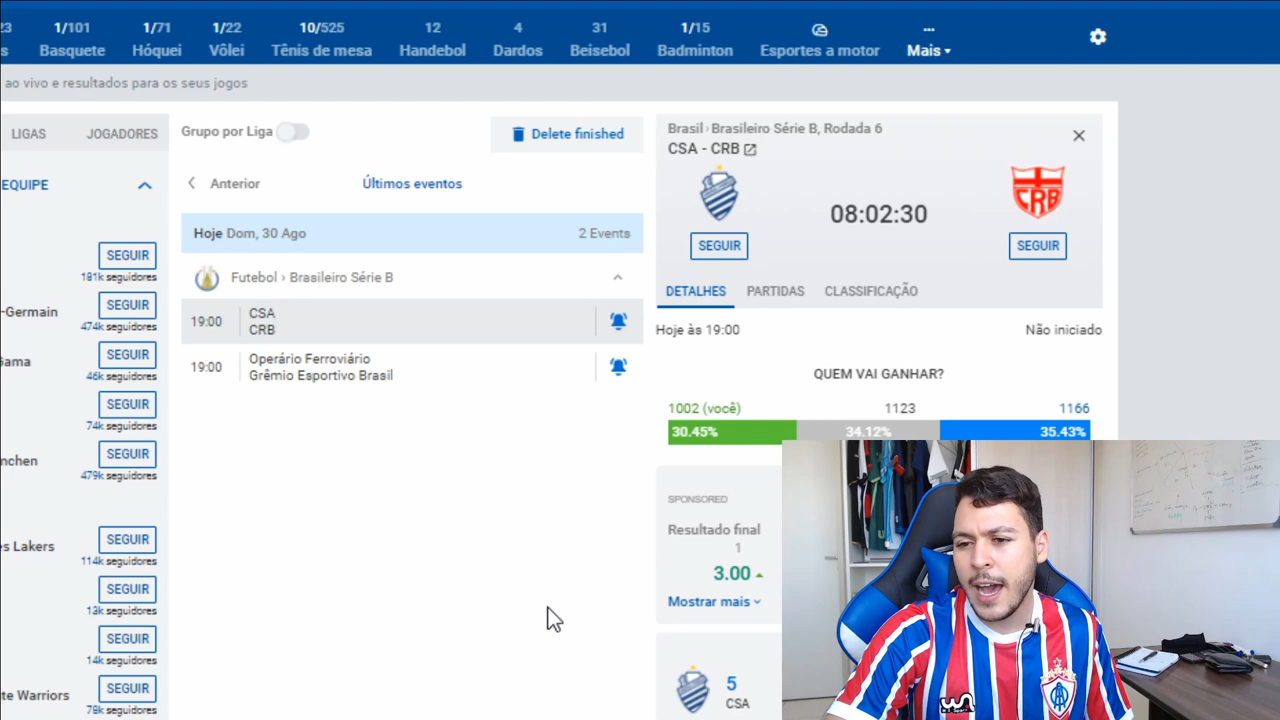 23 1/101 1/71 1/22 10/525 12 4 31 1/15 ...
s Basquete Hóquei Vôlei Tênis de mesa Handebol Dardos Beisebol Badminton Esportes a motor Mais
ao vivo e resultados para os seus jogos
LIGAS JOGADORES
EQUIPE
SEGUIR
181k seguidores
-Germain SEGUIR
474k seguidores
Gama SEGUIR
46k seguidores
SEGUIR
74k seguidores
nchen SEGUIR
479k seguidores
es Lakers SEGUIR
114k seguidores
SEGUIR
13k seguidores
SEGUIR
14k seguidores
te Warriors SEGUIR
78k seguidores
Grupo por Liga Delete finished
Anterior Últimos eventos
Hoje Dom, 30 Ago 2 Events
Futebol › Brasileiro Série B
19:00 CSA
CRB
19:00 Operário Ferroviário
Grêmio Esportivo Brasil
Brasil › Brasileiro Série B, Rodada 6
CSA - CRB
CRB
08:02:30
SEGUIR SEGUIR
DETALHES PARTIDAS CLASSIFICAÇÃO
Hoje às 19:00 Não iniciado
QUEM VAI GANHAR?
1002 (você) 1123 1166
30.45% 34.12% 35.43%
SPONSORED
Resultado final
1
3.00
Mostrar mais
5
CSA